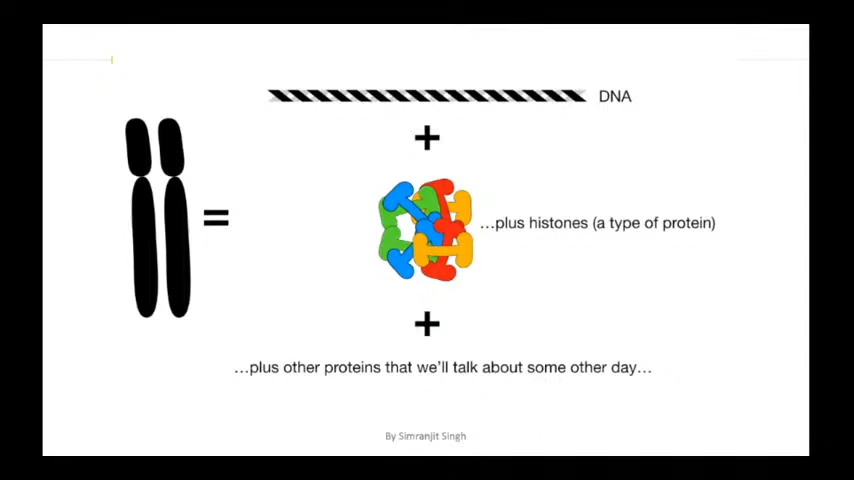 DNA
+
=
…plus histones (a type of protein)
+
…plus other proteins that we'll talk about some other day…
By Simranjit Singh